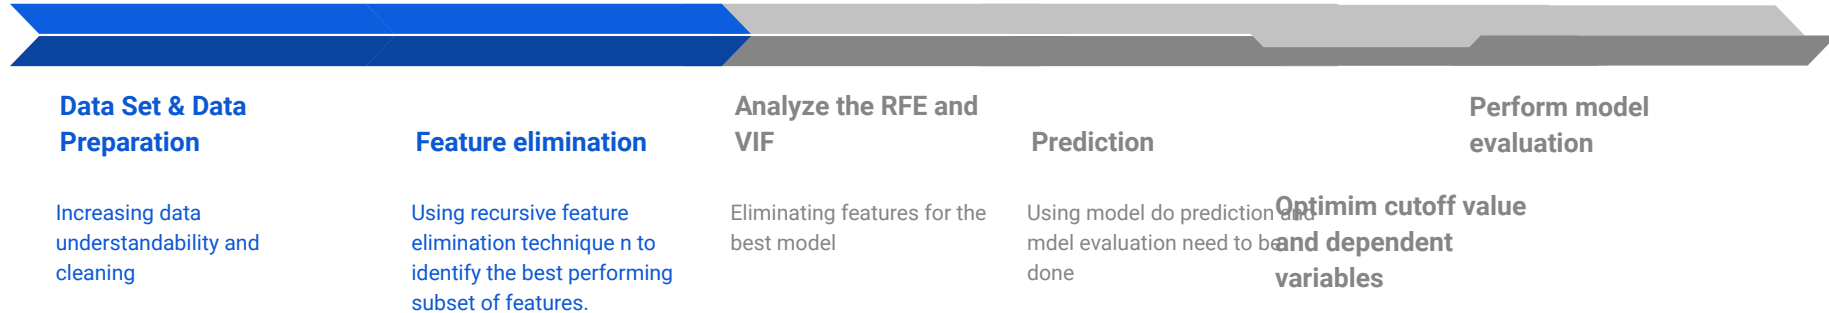 Data Set & Data
Preparation
Increasing data
understandability and
cleaning
Feature elimination
Using recursive feature
elimination technique n to
identify the best performing
subset of features.
Analyze the RFE and
VIF
Eliminating features for the
best model
Prediction
Using model do prediction and
mdel evaluation need to be
done
Optimim cutoff value
and dependent
variables
Perform model
evaluation